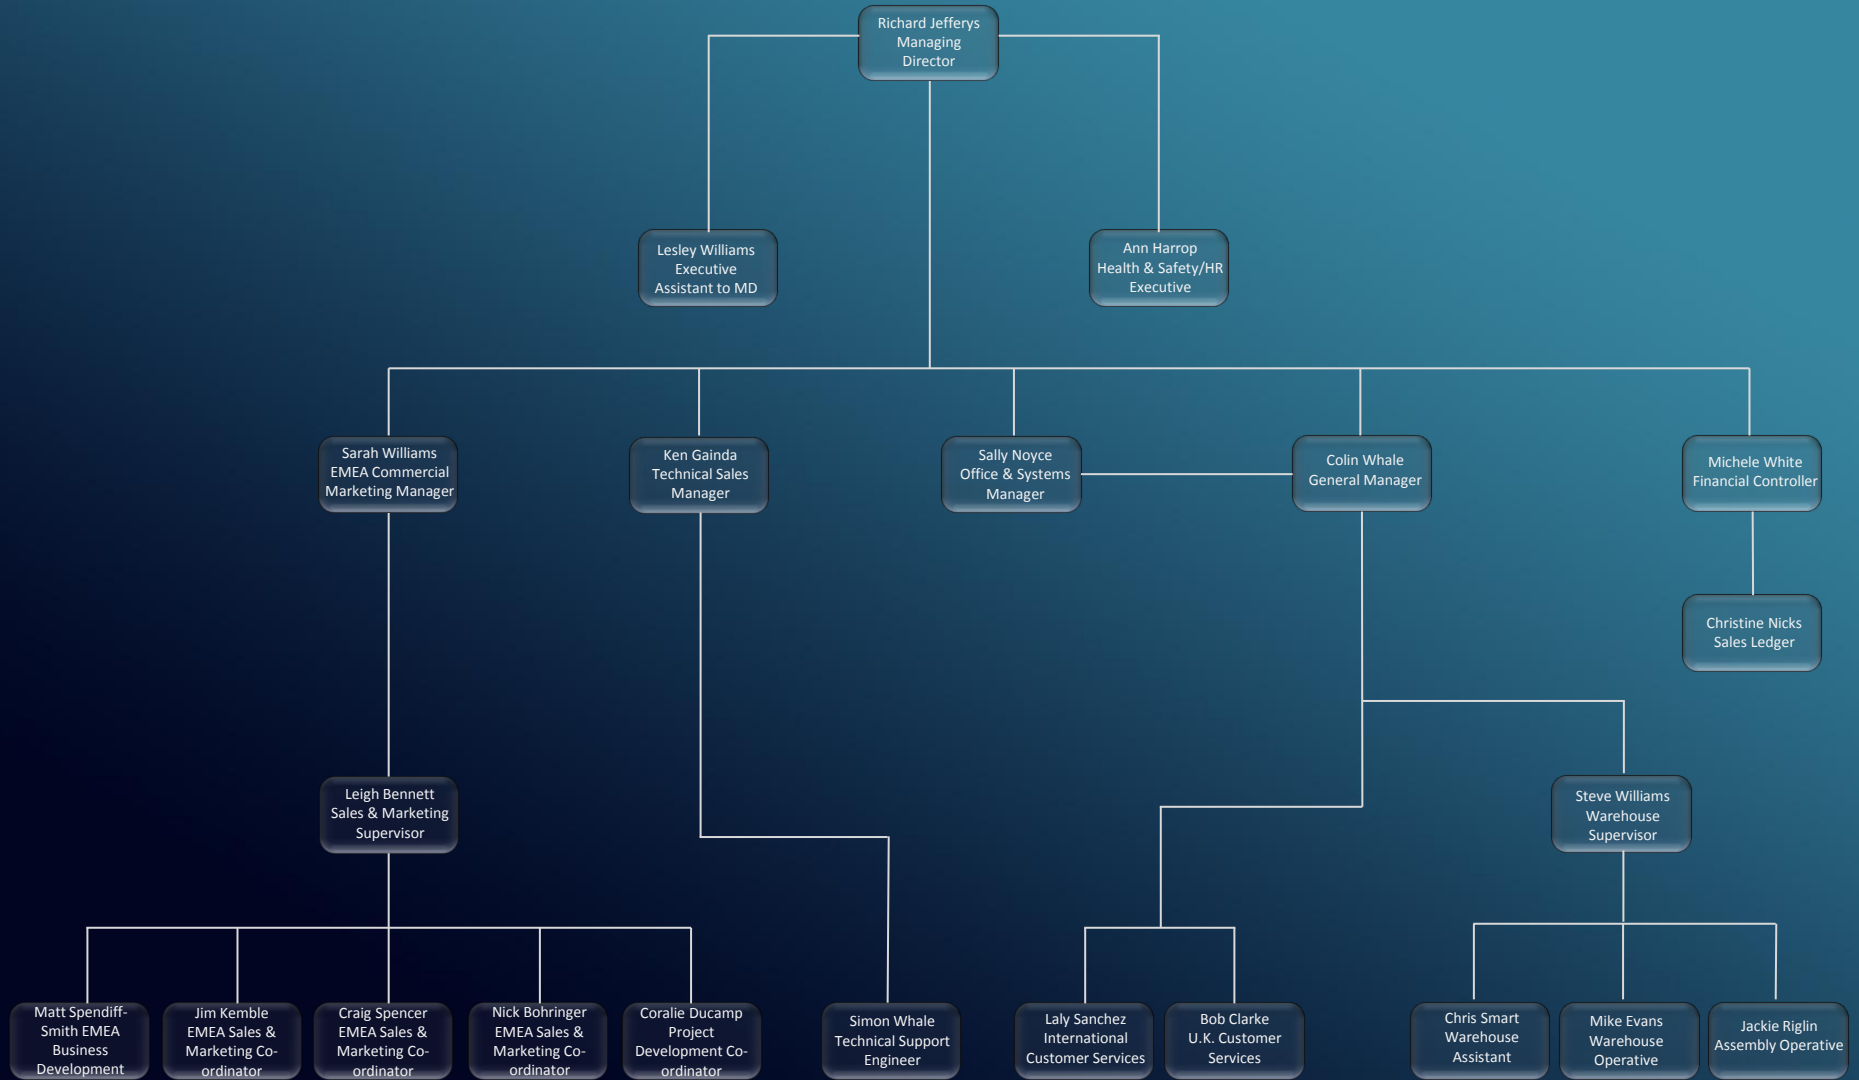 Richard Jefferys
Managing
Director
Lesley Williams
Executive
Assistant to MD
Ann Harrop
Health & Safety/HR
Executive
Sarah Williams
EMEA Commercial
Marketing Manager
Ken Gainda
Technical Sales
Manager
Sally Noyce
Office & Systems
Manager
Colin Whale
General Manager
Michele White
Financial Controller
Christine Nicks
Sales Ledger
Leigh Bennett
Sales & Marketing
Supervisor
Steve Williams
Warehouse
Supervisor
Matt Spendiff-
Smith EMEA
Business
Development
Jim Kemble
EMEA Sales &
Marketing Co-
ordinator
Craig Spencer
EMEA Sales &
Marketing Co-
ordinator
Nick Bohringer
EMEA Sales &
Marketing Co-
ordinator
Coralie Ducamp
Project
Development Co-
ordinator
Simon Whale
Technical Support
Engineer
Laly Sanchez
International
Customer Services
Bob Clarke
U.K. Customer
Services
Chris Smart
Warehouse
Assistant
Mike Evans
Warehouse
Operative
Jackie Riglin
Assembly Operative